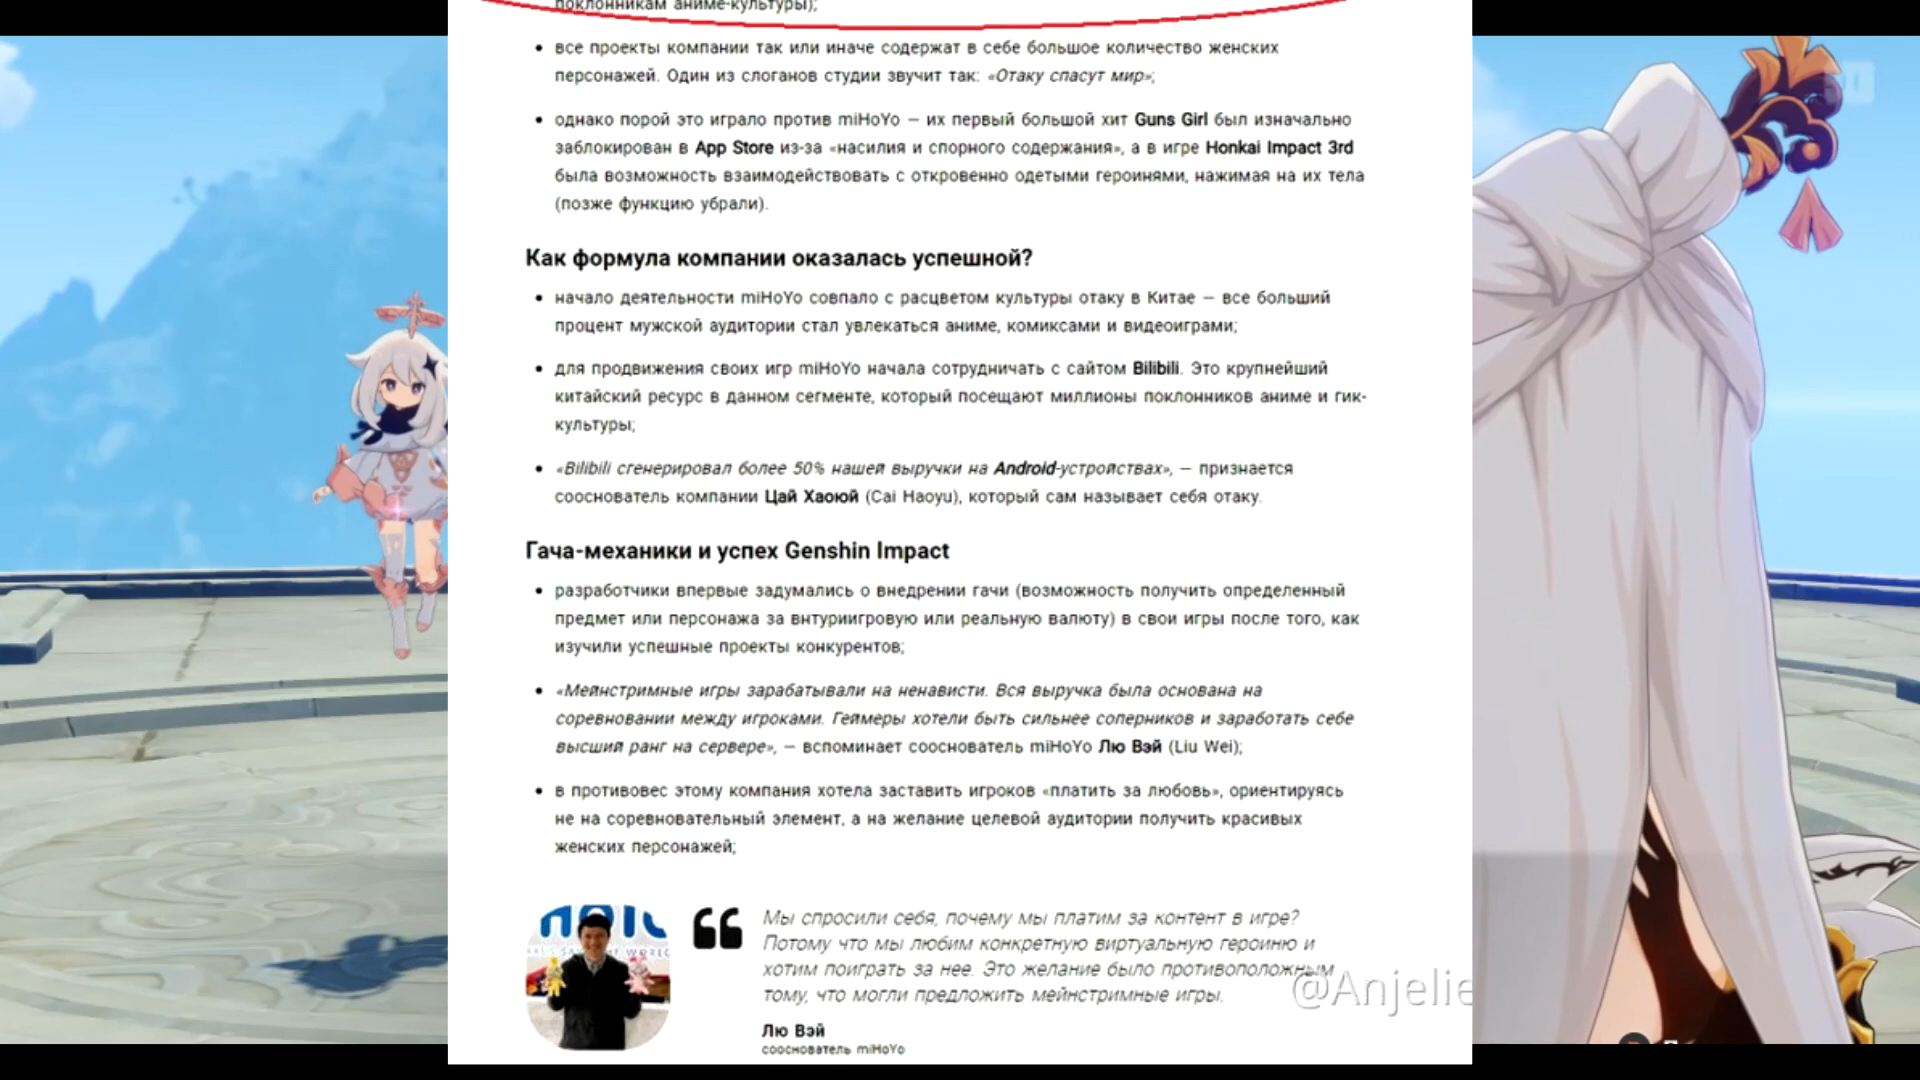 поклонникам аниме-культуры);
• все проекты компании так или иначе содержат в себе большое количество женских
персонажей. Один из слоганов студии звучит так: «Отаку спасут мир»;
• однако порой это играло против miHoYo – их первый большой хит Guns Girl был изначально
заблокирован в App Store из-за «насилия и спорного содержания», а в игре Honkai Impact 3rd
была возможность взаимодействовать с откровенно одетыми героинями, нажимая на их тела
(позже функцию убрали).
Как формула компании оказалась успешной?
• начало деятельности miHoYo совпало с расцветом культуры отаку в Китае – все больший
процент мужской аудитории стал увлекаться аниме, комиксами и видеоиграми;
• для продвижения своих игр miHoYo начала сотрудничать с сайтом Bilibili. Это крупнейший
китайский ресурс в данном сегменте, который посещают миллионы поклонников аниме и гик-
культуры;
• «Bilibili сгенерировал более 50% нашей выручки на Android-устройствах», – признается
сооснователь компании Цай Хаоюй (Cai Haoyu), который сам называет себя отаку.
Гача-механики и успех Genshin Impact
• разработчики впервые задумались о внедрении гачи (возможность получить определенный
предмет или персонажа за внтуриигровую или реальную валюту) в свои игры после того, как
изучили успешные проекты конкурентов;
• «Мейнстримные игры зарабатывали на ненависти. Вся выручка была основана на
соревновании между игроками. Геймеры хотели быть сильнее соперников и заработать себе
высший ранг на сервере», – вспоминает сооснователь miHoYo Лю Вэй (Liu Wei);
• в противовес этому компания хотела заставить игроков «платить за любовь», ориентируясь
не на соревновательный элемент, а на желание целевой аудитории получить красивых
женских персонажей;
Мы спросили себя, почему мы платим за контент в игре?
Потому что мы любим конкретную виртуальную героиню и
хотим поиграть за нее. Это желание было противоположным
тому, что могли предложить мейнстримные игры.
@Anjelie
Лю Вэй
сооснователь miHoYo